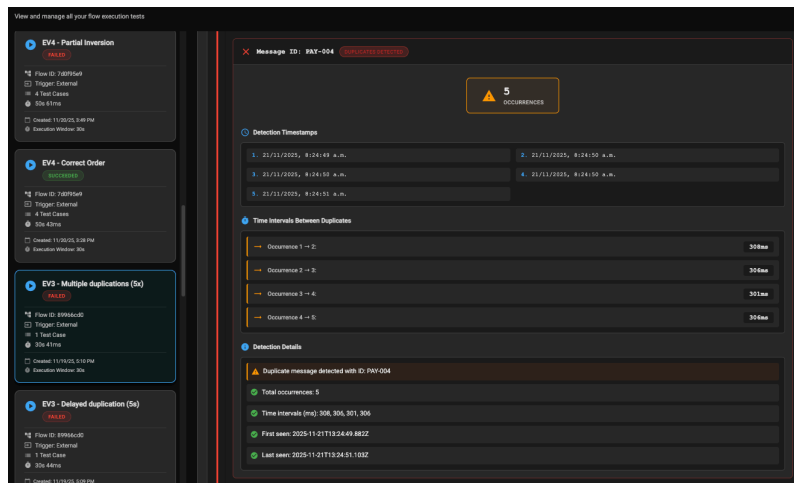 View and manage all your flow execution tests
EV4 - Partial Inversion
FAILED
Flow ID: 7d0f95e9
Trigger: External
4 Test Cases
50s 61ms
Created: 11/20/25, 3:49 PM
Execution Window: 30s
EV4 - Correct Order
SUCCEEDED
Flow ID: 7d0f95e9
Trigger: External
4 Test Cases
50s 43ms
Created: 11/20/25, 3:28 PM
Execution Window: 30s
EV3 - Multiple duplications (5x)
FAILED
Flow ID: 89966cd0
Trigger: External
1 Test Case
30s 41ms
Created: 11/19/25, 5:10 PM
Execution Window: 30s
EV3 - Delayed duplication (5s)
FAILED
Flow ID: 89966cd0
Trigger: External
1 Test Case
30s 44ms
Created: 11/19/25, 5:09 PM
Message ID: PAY-004
DUPLICATES DETECTED
5
OCCURRENCES
Detection Timestamps
1. 21/11/2025, 8:24:49 a.m.
2. 21/11/2025, 8:24:50 a.m.
3. 21/11/2025, 8:24:50 a.m.
4. 21/11/2025, 8:24:50 a.m.
5. 21/11/2025, 8:24:51 a.m.
Time Intervals Between Duplicates
Occurrence 1 → 2: 308ms
Occurrence 2 → 3: 306ms
Occurrence 3 → 4: 301ms
Occurrence 4 → 5: 306ms
Detection Details
Duplicate message detected with ID: PAY-004
Total occurrences: 5
Time intervals (ms): 308, 306, 301, 306
First seen: 2025-11-21T13:24:49.882Z
Last seen: 2025-11-21T13:24:51.103Z